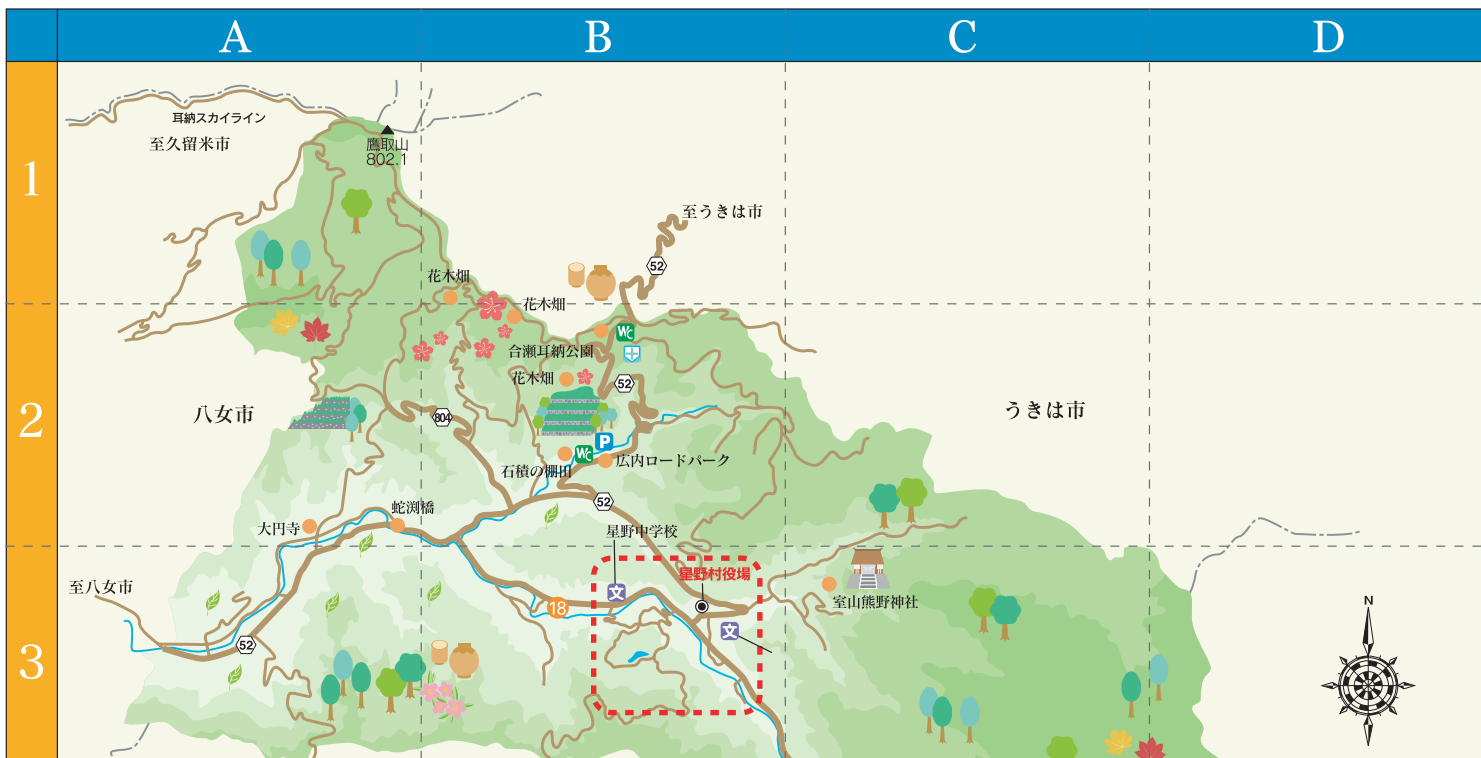 A
B
C
D
1
耳納スカイライン
至久留米市
鷹取山
802.1
至うきは市
52
花木畑
花木畑
2
WC
合瀬耳納公園
花木畑
52
八女市
804
うきは市
P
WC
石積の棚田
広内ロードパーク
52
蛇渕橋
大円寺
星野中学校
3
至八女市
星野村役場
文
18
室山熊野神社
文
52
N